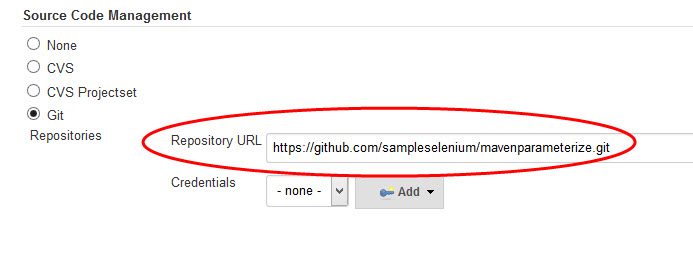 Source Code Management
None
CVS
CVS Projectset
Git
Repositories
Repository URL https://github.com/sampleselenium/mavenparameterize.git
Credentials - none - Add